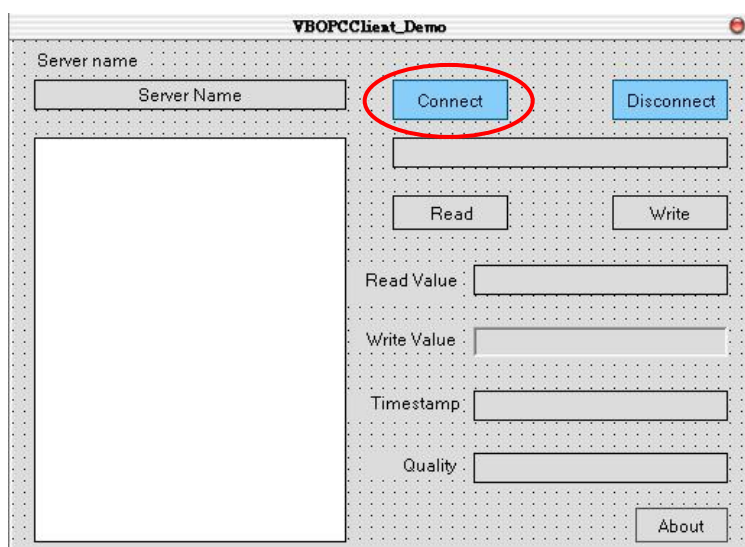 VBOPCClient_Demo
Server name
Server Name
Connect
Disconnect
Read
Write
Read Value
Write Value
Timestamp
Quality
About